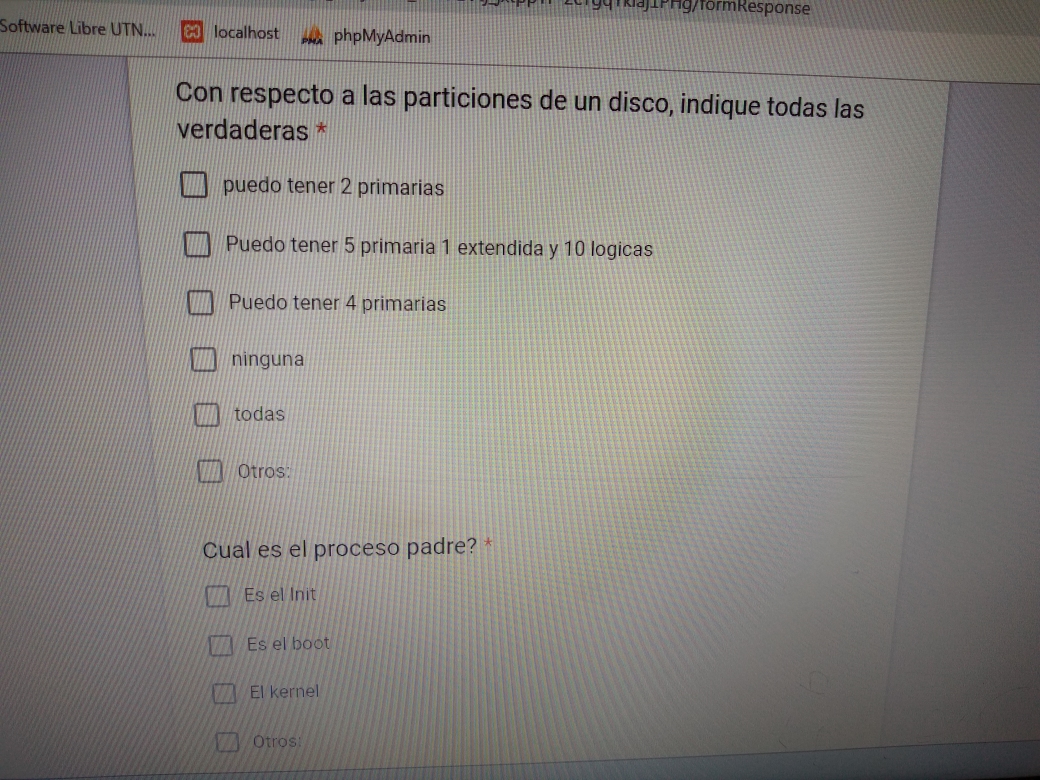 formResponse
Software Libre UTN... localhost phpMyAdmin
Con respecto a las particiones de un disco, indique todas las
verdaderas *
puedo tener 2 primarias
Puedo tener 5 primaria 1 extendida y 10 logicas
Puedo tener 4 primarias
ninguna
todas
Otros:
Cual es el proceso padre? *
Es el Init
Es el boot
El kernel
Otros: